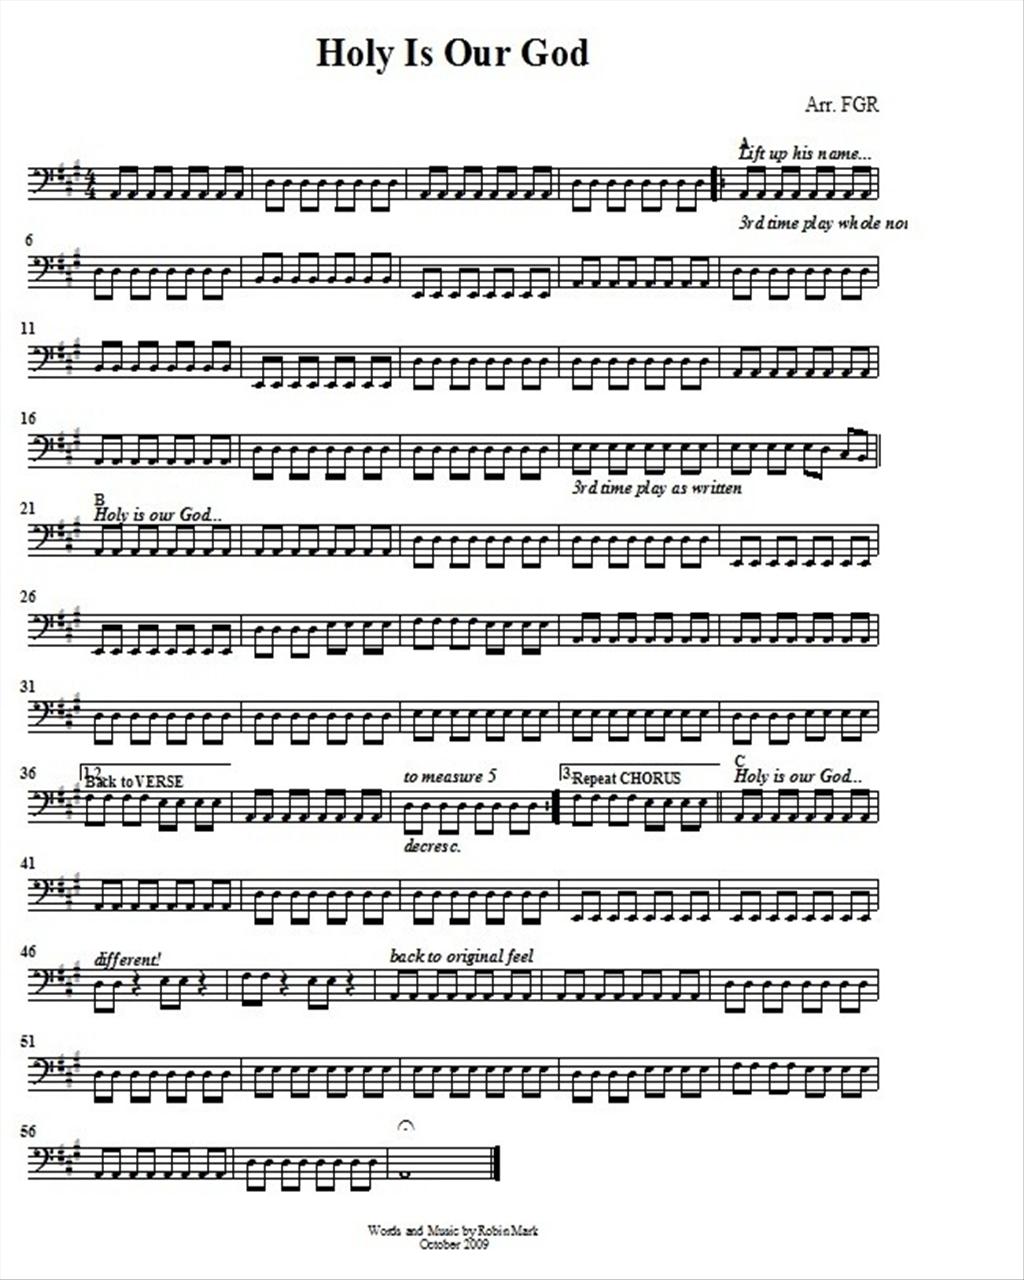 Holy Is Our God
Arr. FGR
A
Lift up his name...
4
4
3rd time play whole
6
11
16
3rd time play as written
21
B
Holy is our God...
26
31
36
1,2.
Back to VERSE
to measure 5
3.
Repeat CHORUS
C
Holy is our God...
decresc.
41
46
different!
back to original feel
51
56
Words and Music by Robin Mark
October 2009